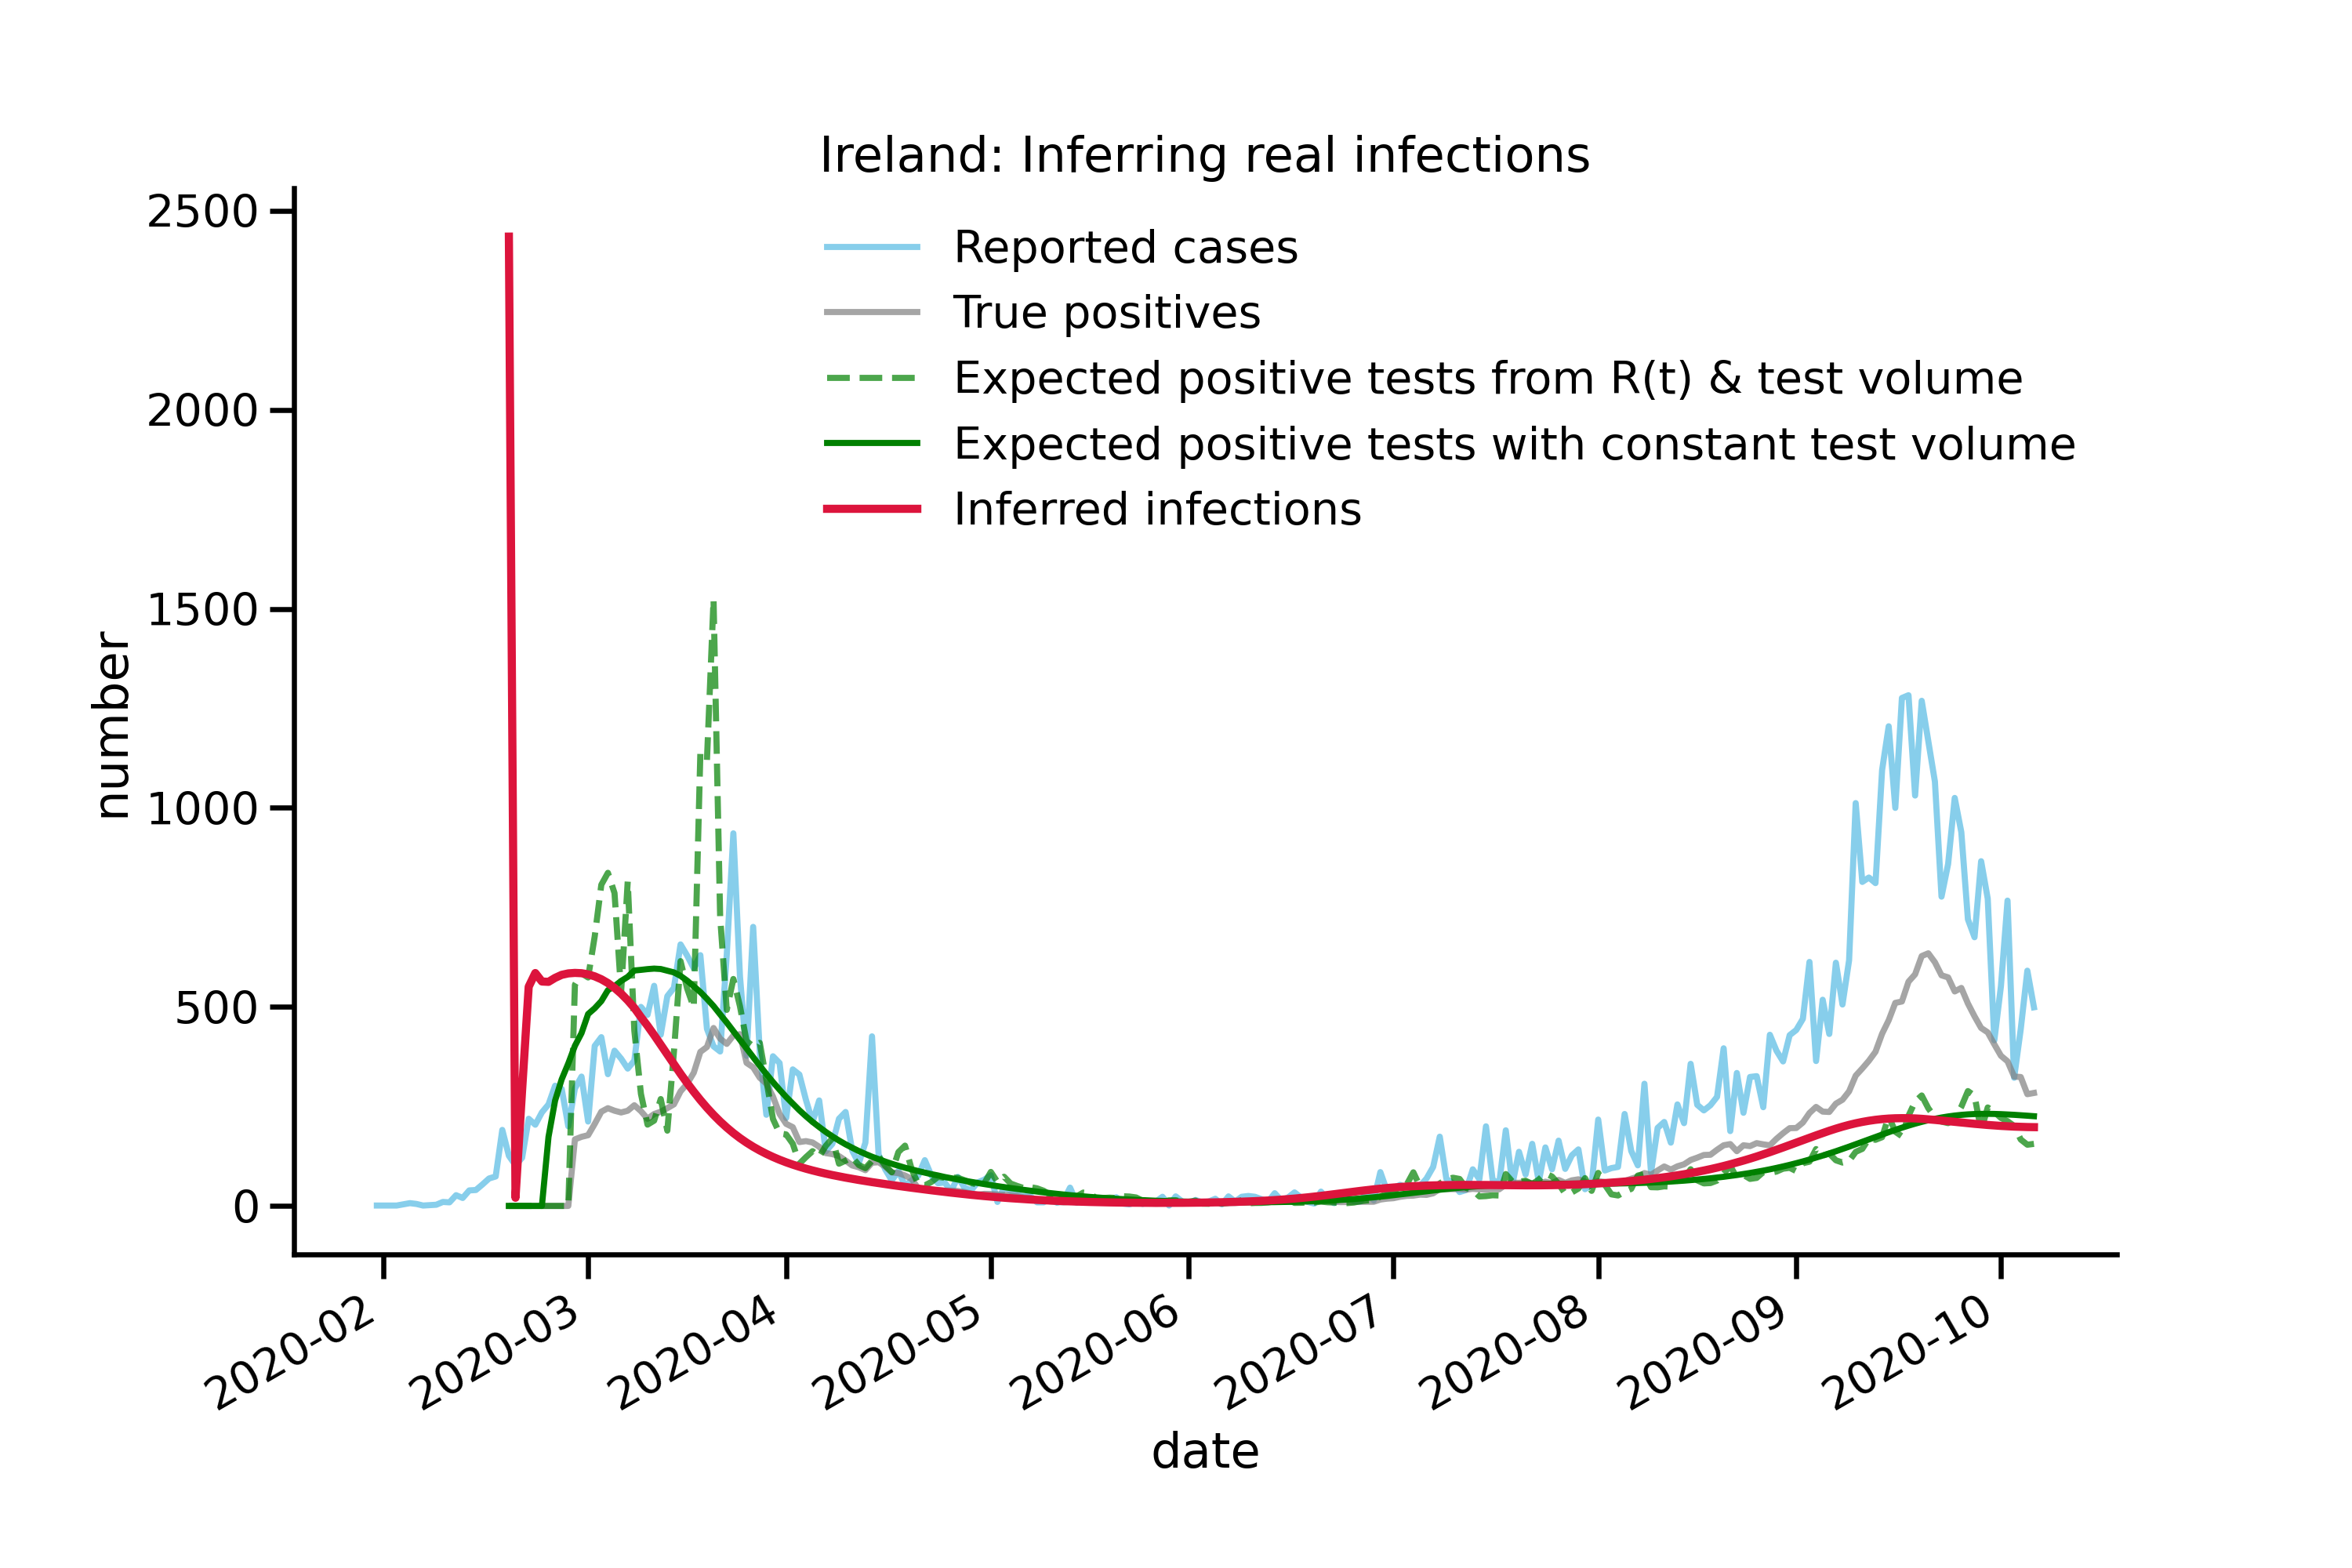 Ireland: Inferring real infections
Reported cases
True positives
Expected positive tests from R(t) & test volume
Expected positive tests with constant test volume
Inferred infections
number
2500
2000
1500
1000
500
0
2020-02
2020-03
2020-04
2020-05
2020-06
2020-07
2020-08
2020-09
2020-10
date